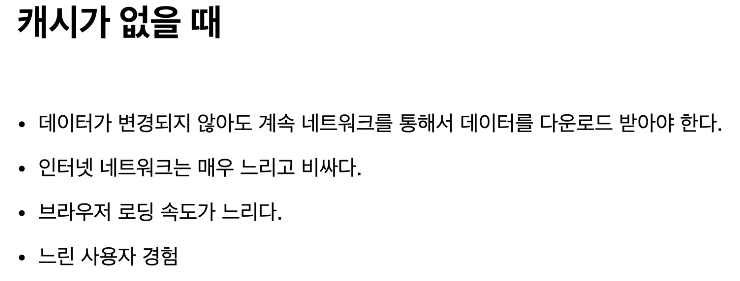 캐시가 없을 때
• 데이터가 변경되지 않아도 계속 네트워크를 통해서 데이터를 다운로드 받아야 한다.
• 인터넷 네트워크는 매우 느리고 비싸다.
• 브라우저 로딩 속도가 느리다.
• 느린 사용자 경험